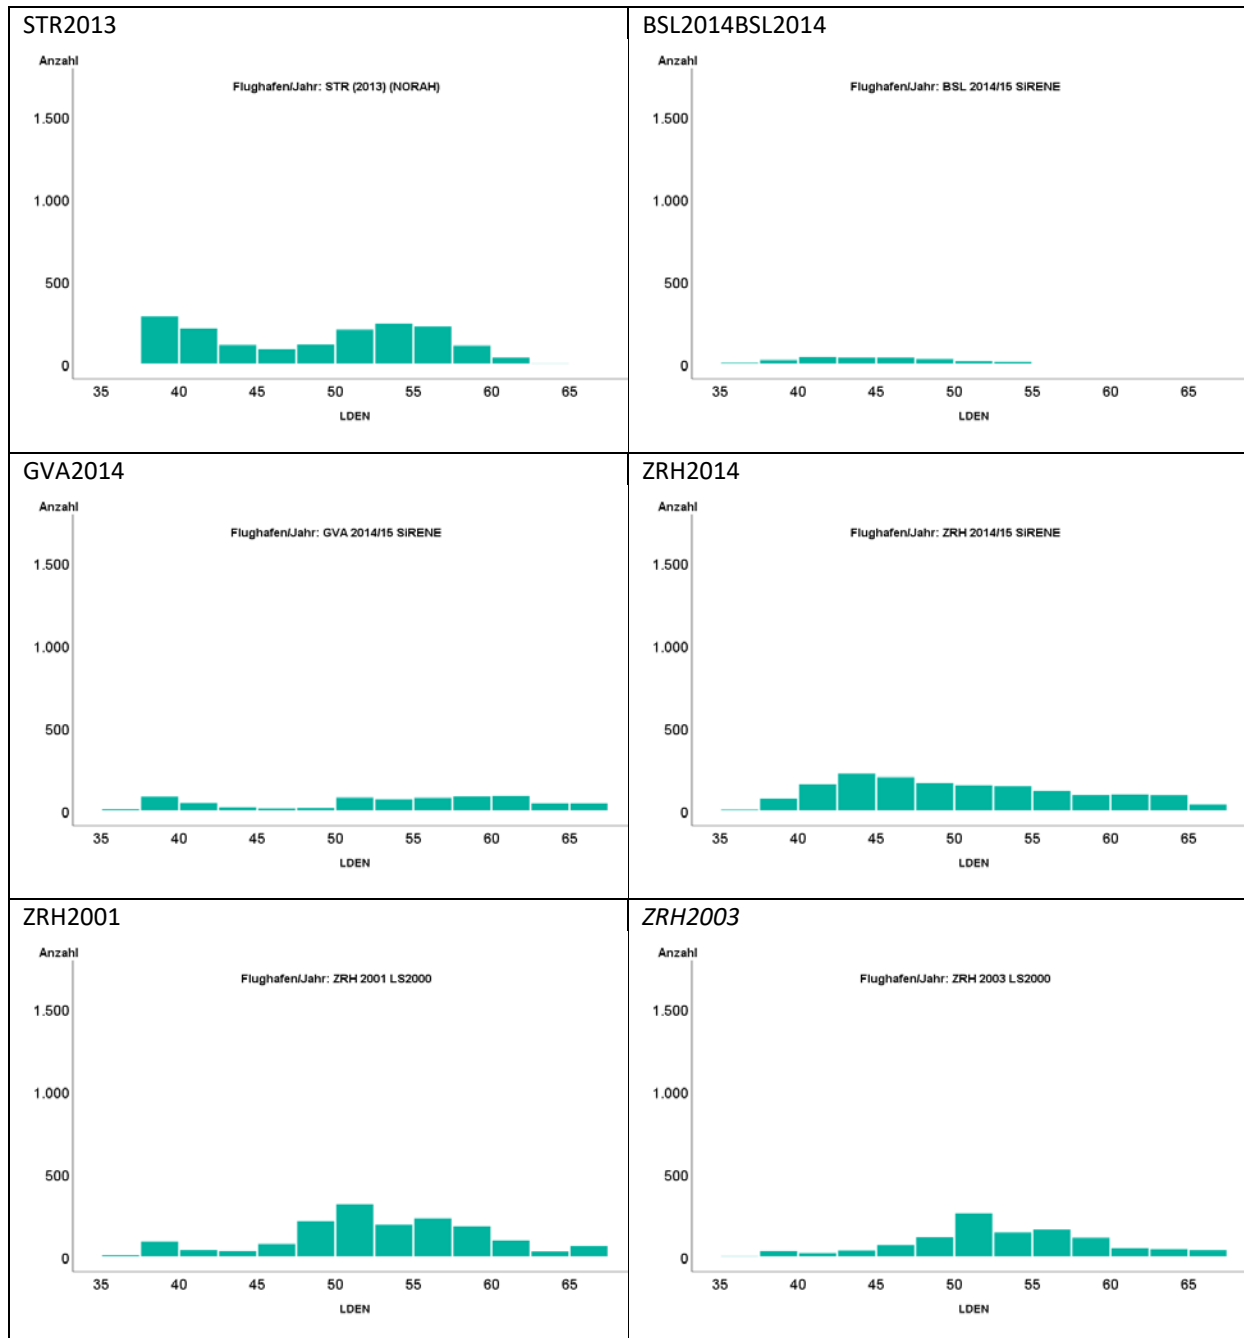 STR2013
Anzahl
Flughafen/Jahr: STR (2013) (NORAH)
1.500
1.000
500
0
35 40 45 50 55 60 65
LDEN
BSL2014BSL2014
Anzahl
Flughafen/Jahr: BSL 2014/15 SiRENE
1.500
1.000
500
0
35 40 45 50 55 60 65
LDEN
GVA2014
Anzahl
Flughafen/Jahr: GVA 2014/15 SiRENE
1.500
1.000
500
0
35 40 45 50 55 60 65
LDEN
ZRH2014
Anzahl
Flughafen/Jahr: ZRH 2014/15 SiRENE
1.500
1.000
500
0
35 40 45 50 55 60 65
LDEN
ZRH2001
Anzahl
Flughafen/Jahr: ZRH 2001 LS2000
1.500
1.000
500
0
35 40 45 50 55 60 65
LDEN
ZRH2003
Anzahl
Flughafen/Jahr: ZRH 2003 LS2000
1.500
1.000
500
0
35 40 45 50 55 60 65
LDEN